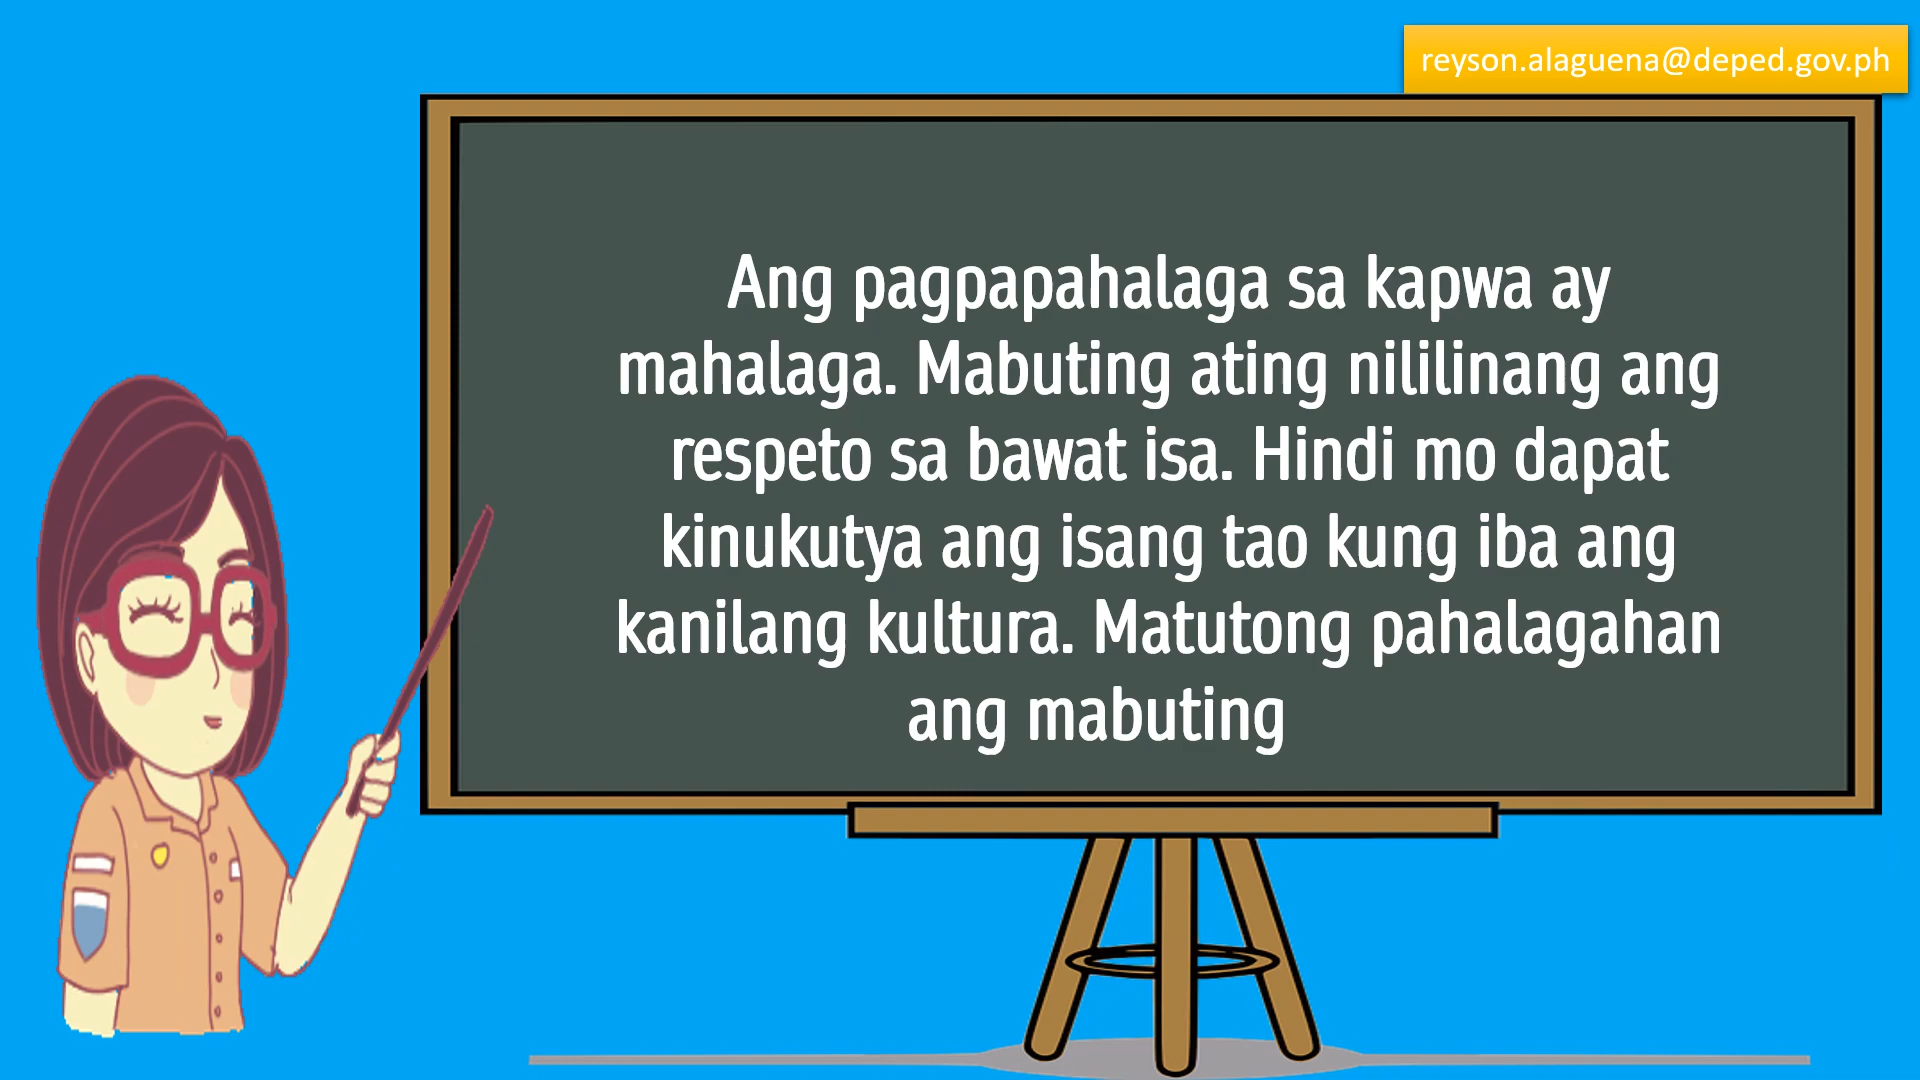 reyson.alaguena@deped.gov.ph
Ang pagpapahalaga sa kapwa ay
mahalaga. Mabuting ating nililinang ang
respeto sa bawat isa. Hindi mo dapat
kinukutya ang isang tao kung iba ang
kanilang kultura. Matutong pahalagahan
ang mabuting